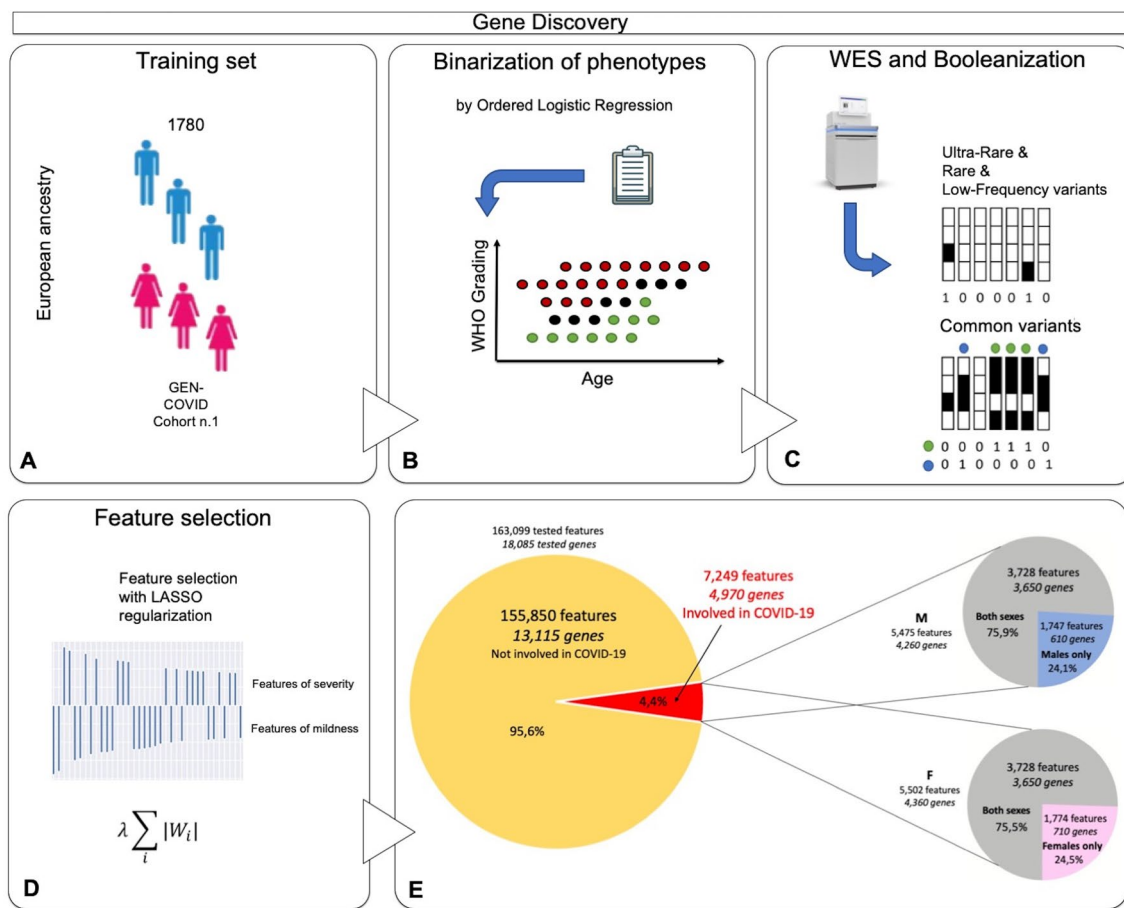 Gene Discovery
Training set
1780
European ancestry
GEN-
COVID
Cohort n.1
A
Binarization of phenotypes
by Ordered Logistic Regression
WHO Grading
Age
B
WES and Booleanization
Ultra-Rare &
Rare &
Low-Frequency variants
1 0 0 0 0 1 0
Common variants
0 0 0 1 1 1 0
0 1 0 0 0 0 1
C
Feature selection
Feature selection
with LASSO
regularization
Features of severity
Features of mildness
λ∑|Wᵢ|
i
D
163,099 tested features
18,085 tested genes
155,850 features
13,115 genes
Not involved in COVID-19
95,6%
7,249 features
4,970 genes
Involved in COVID-19
4,4%
M
5,475 features
4,260 genes
3,728 features
3,650 genes
Both sexes
75,9%
1,747 features
610 genes
Males only
24,1%
F
5,502 features
4,360 genes
3,728 features
3,650 genes
Both sexes
75,5%
1,774 features
710 genes
Females only
24,5%
E